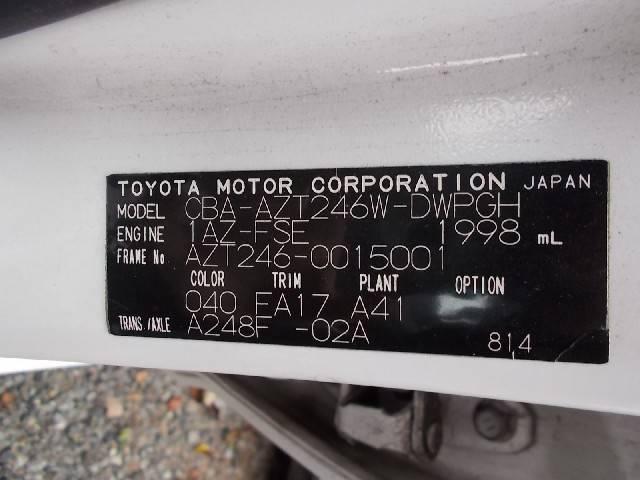 TOYOTA MOTOR CORPORATION JAPAN
MODEL CBA-AZT246W-DWPGH
ENGINE 1AZ-FSE 1998 mL
FRAME No AZT246-0015001
COLOR TRIM PLANT OPTION
040 FA17 A41
TRANS./AXLE A248F -02A
814